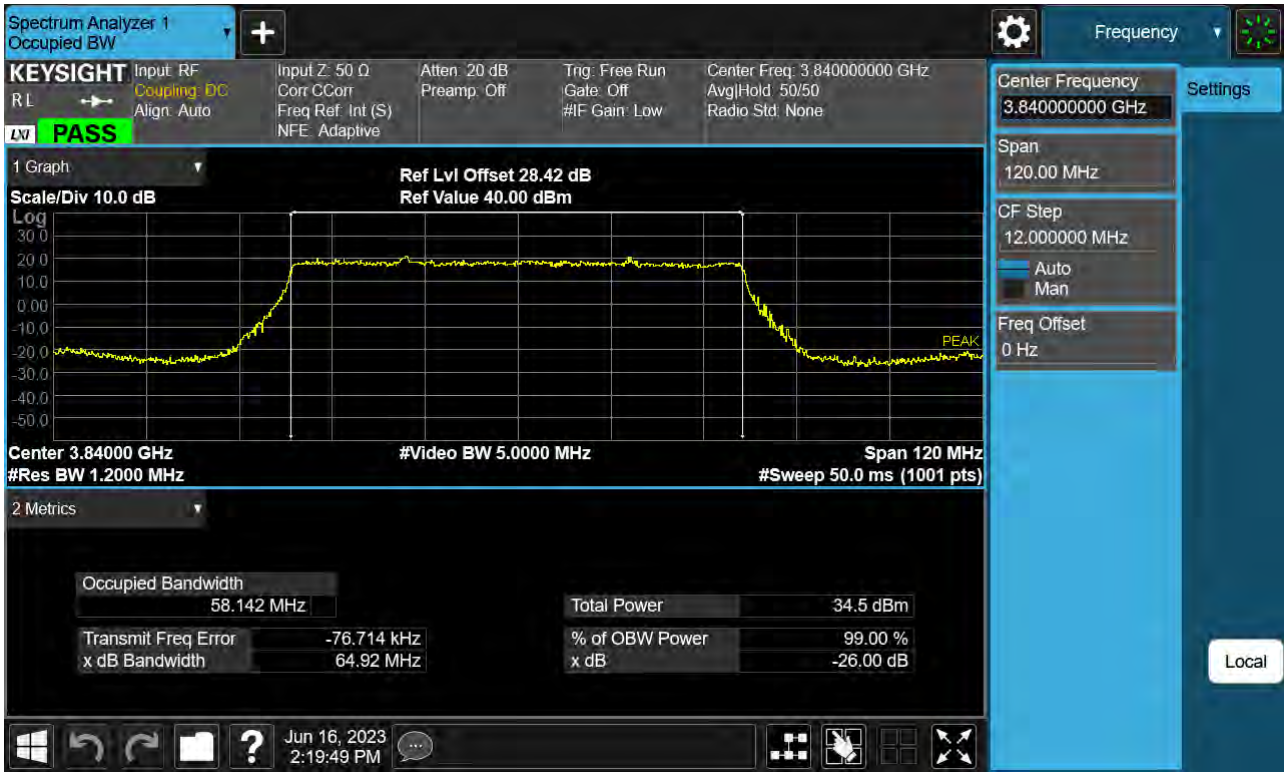 Spectrum Analyzer 1
Occupied BW
Frequency
KEYSIGHT
RL
LXI
PASS
Input: RF
Coupling: DC
Align: Auto
Input Z: 50 Ω
Corr CCorr
Freq Ref: Int (S)
NFE: Adaptive
Atten: 20 dB
Preamp: Off
Trig: Free Run
Gate: Off
#IF Gain: Low
Center Freq: 3.840000000 GHz
Avg|Hold: 50/50
Radio Std: None
Center Frequency
3.840000000 GHz
Settings
Span
120.00 MHz
CF Step
12.000000 MHz
Auto
Man
Freq Offset
0 Hz
Local
1 Graph
Scale/Div 10.0 dB
Ref Lvl Offset 28.42 dB
Ref Value 40.00 dBm
Log
30.0
20.0
10.0
0.00
-10.0
-20.0
-30.0
-40.0
-50.0
PEAK
Center 3.84000 GHz
#Video BW 5.0000 MHz
Span 120 MHz
#Res BW 1.2000 MHz
#Sweep 50.0 ms (1001 pts)
2 Metrics
Occupied Bandwidth
58.142 MHz
Total Power
34.5 dBm
Transmit Freq Error
-76.714 kHz
% of OBW Power
99.00 %
x dB Bandwidth
64.92 MHz
x dB
-26.00 dB
?
Jun 16, 2023
2:19:49 PM